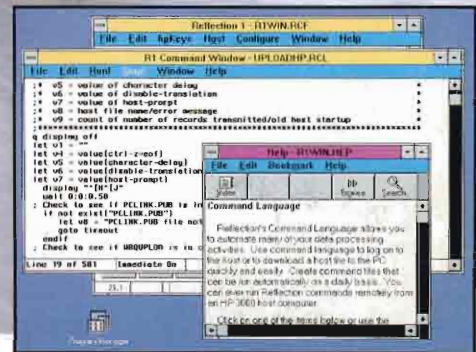 Reflection 1 - R1WIN.RCF
File Edit hpKeys Host Configure Window Help
R1 Command Window - UPLOADHP.RCL
File Edit Hunt Window Help
;* v5 = value of character delay *
;* v6 = value of disable-translation *
;* v7 = value of host-prompt *
;* v8 = host file name/error message *
;* v9 = count of number of records transmitted/old host startup *
q display off
let v1 = ""
let v4 = value(ctrl-z-eof)
let v5 = value(character-delay)
let v6 = value(disable-translation
let v7 = value(host-prompt)
display "^[H^[J"
wait 0:0:0.50
; Check to see if PCLINK.PUB is in
if not exist("PCLINK.PUB")
let v8 = "PCLINK.PUB file not
goto timeout
endif
; Check to see if WRQUPLON is in
Line 19 of 501 Immediate On
Help - R1WIN.HLP
File Edit Bookmark Help
Index Browse Search
Command Language
Reflection's Command Language allows you
to automate many of your data processing
activities. Use command language to log on to
the host or to download a host file to the PC
quickly and easily. Create command files that
can be run automatically on a daily basis. You
can even run Reflection commands remotely from
an HP 3000 host computer.
Click on one of the items below or use the
Program Manager